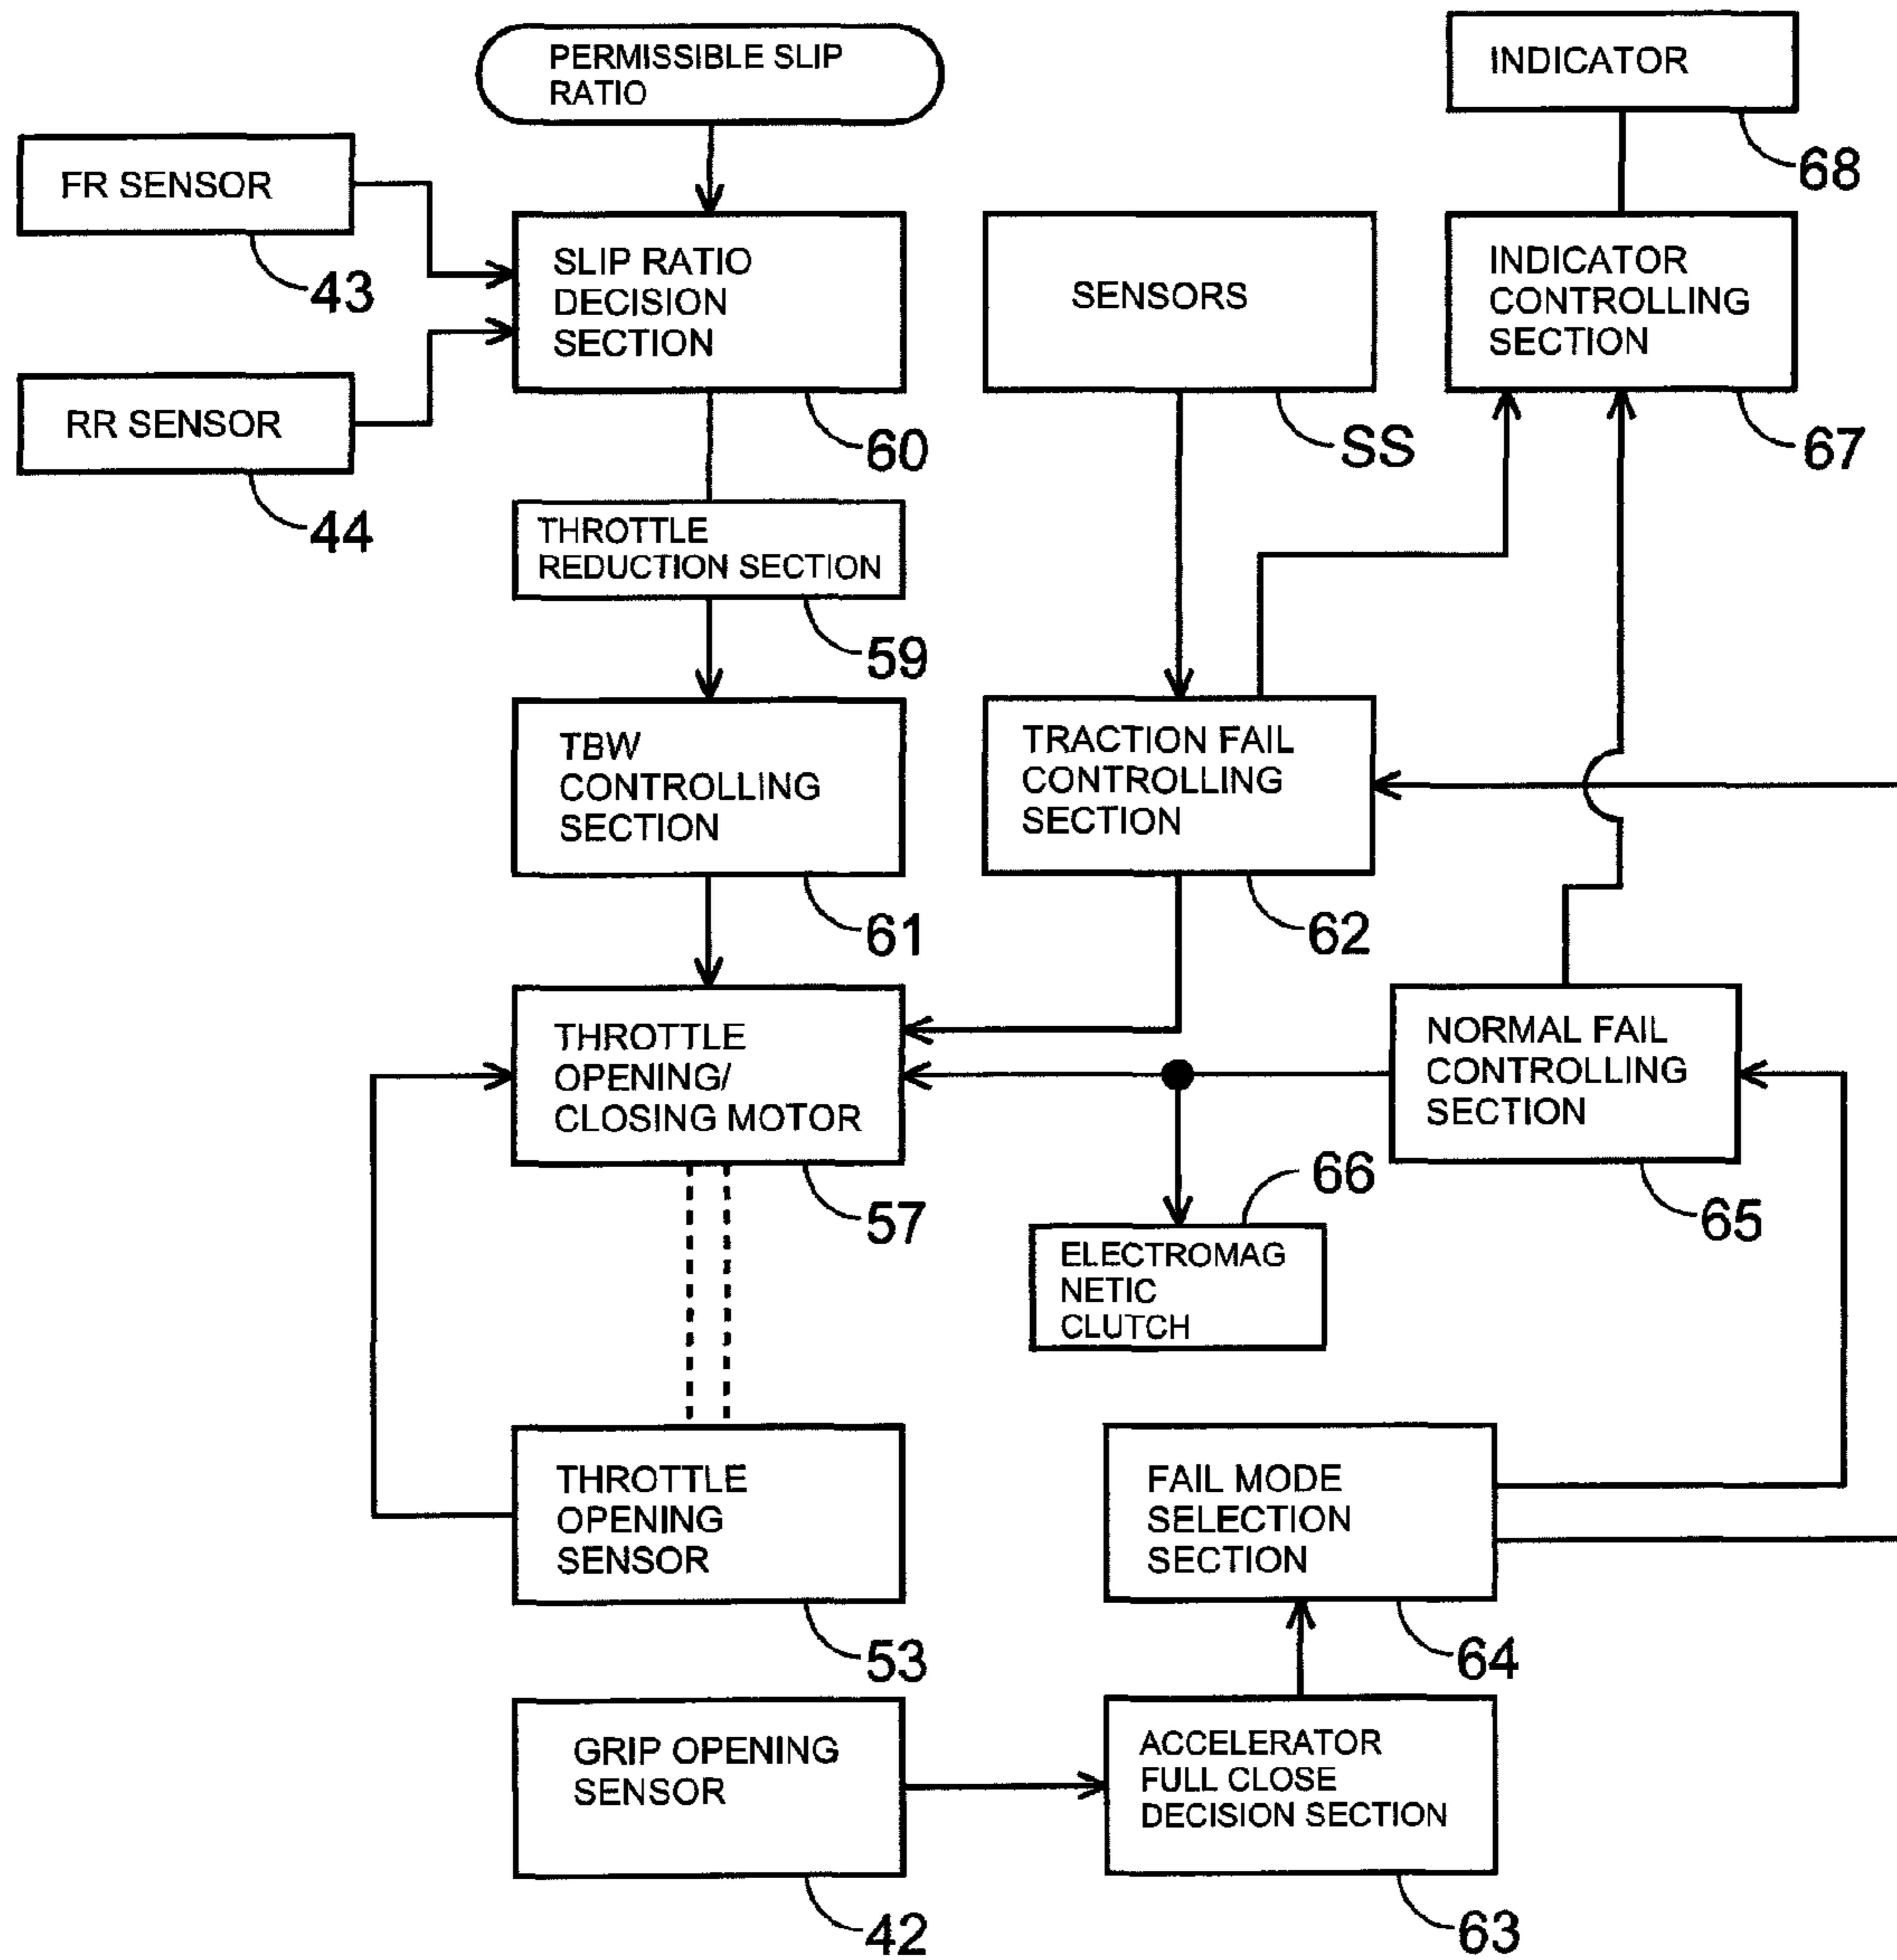 PERMISSIBLE SLIP
RATIO
INDICATOR
68
FR SENSOR
43
SLIP RATIO
DECISION
SECTION
60
SENSORS
SS
INDICATOR
CONTROLLING
SECTION
67
RR SENSOR
44
THROTTLE
REDUCTION SECTION
59
TBW
CONTROLLING
SECTION
61
TRACTION FAIL
CONTROLLING
SECTION
62
THROTTLE
OPENING/
CLOSING MOTOR
57
NORMAL FAIL
CONTROLLING
SECTION
65
66
ELECTROMAG
NETIC
CLUTCH
THROTTLE
OPENING
SENSOR
53
FAIL MODE
SELECTION
SECTION
64
GRIP OPENING
SENSOR
42
ACCELERATOR
FULL CLOSE
DECISION SECTION
63